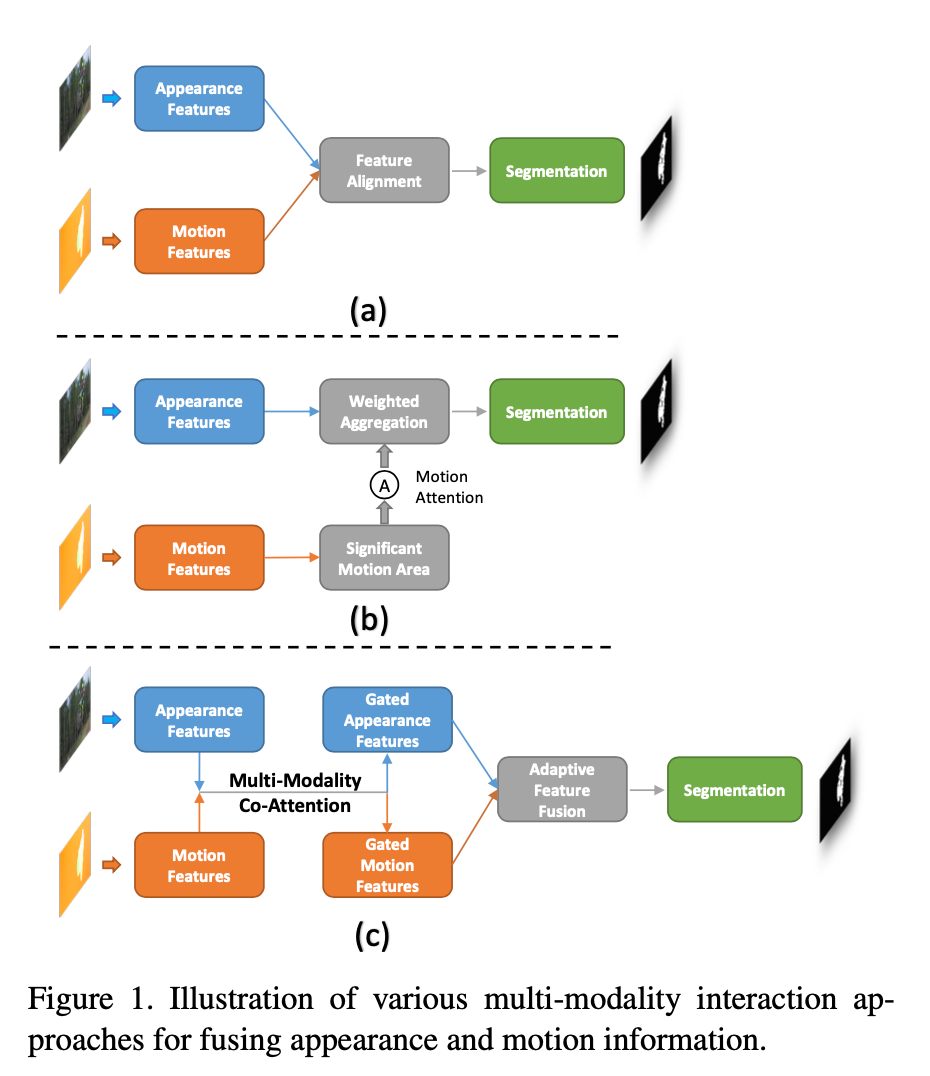 Appearance
Features
Feature
Alignment
Segmentation
Motion
Features
(a)
Appearance
Features
Weighted
Aggregation
Segmentation
A
Motion
Attention
Motion
Features
Significant
Motion Area
(b)
Appearance
Features
Gated
Appearance
Features
Multi-Modality
Co-Attention
Adaptive
Feature
Fusion
Segmentation
Motion
Features
Gated
Motion
Features
(c)
Figure 1. Illustration of various multi-modality interaction ap-
proaches for fusing appearance and motion information.